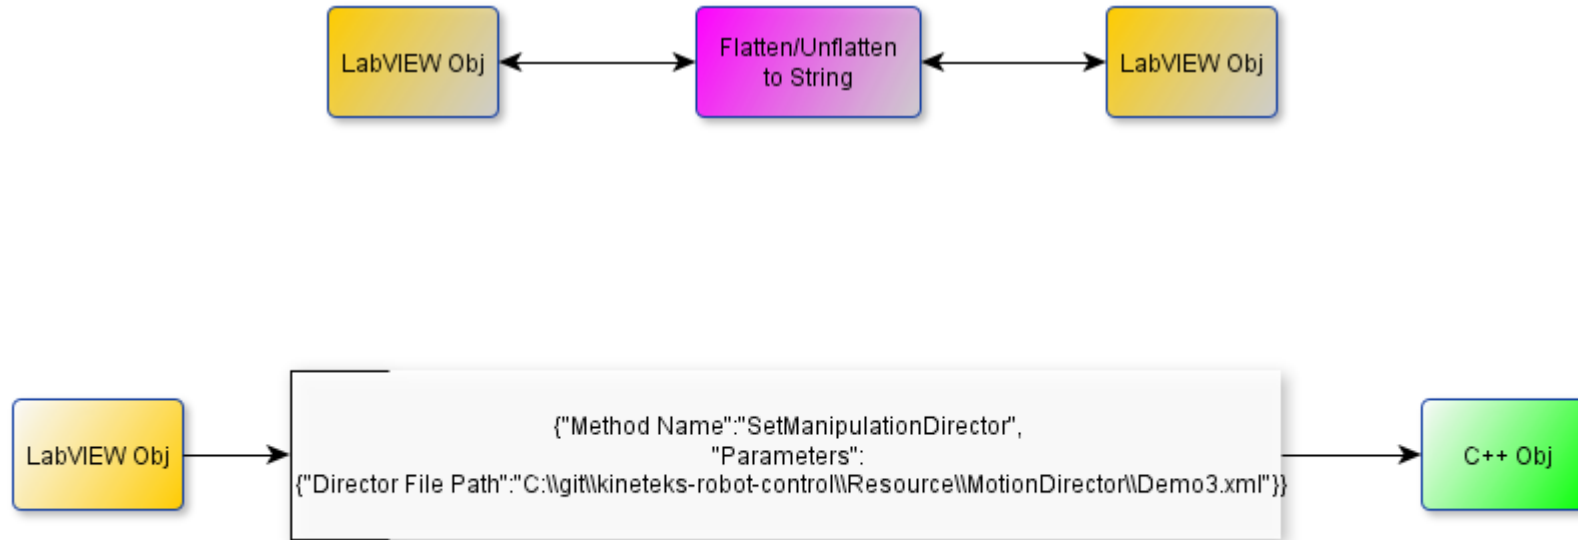 LabVIEW Obj
Flatten/Unflatten
to String
LabVIEW Obj
LabVIEW Obj
{"Method Name":"SetManipulationDirector",
"Parameters":
{"Director File Path":"C:\\git\\kineteks-robot-control\\Resource\\MotionDirector\\Demo3.xml"}}
C++ Obj